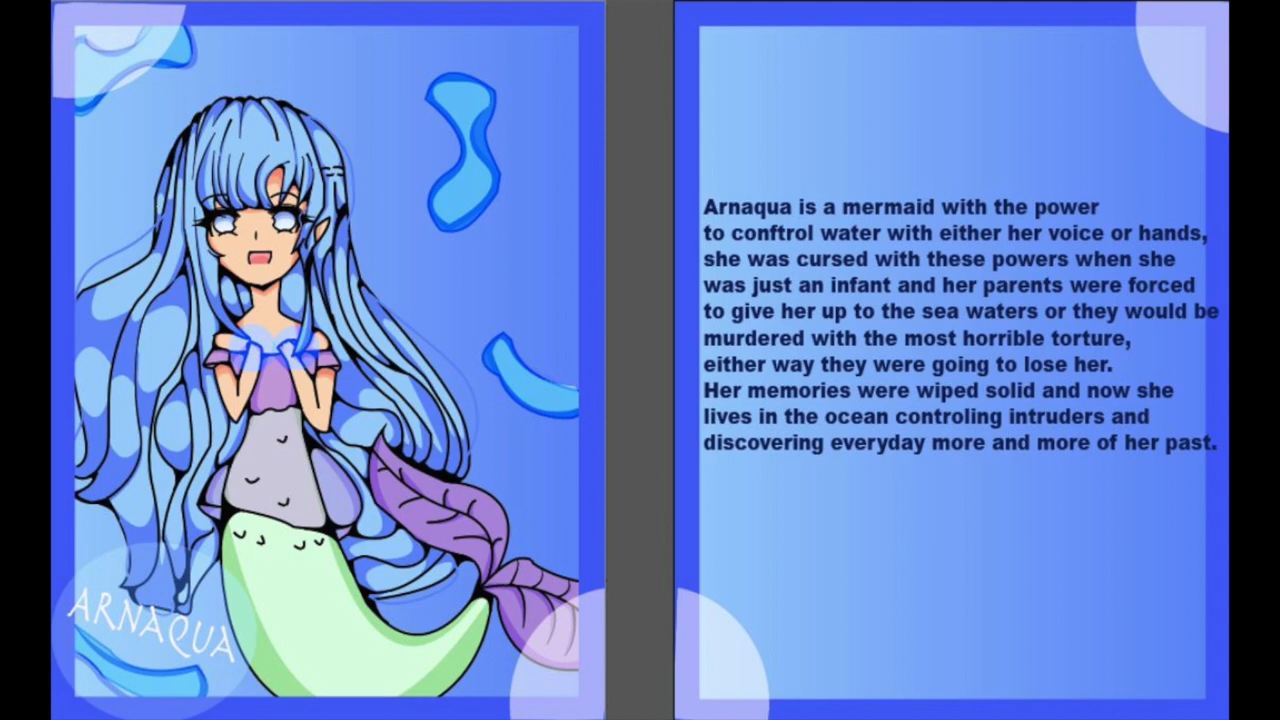 ARNAQUA
Arnaqua is a mermaid with the power
to conftrol water with either her voice or hands,
she was cursed with these powers when she
was just an infant and her parents were forced
to give her up to the sea waters or they would be
murdered with the most horrible torture,
either way they were going to lose her.
Her memories were wiped solid and now she
lives in the ocean controling intruders and
discovering everyday more and more of her past.